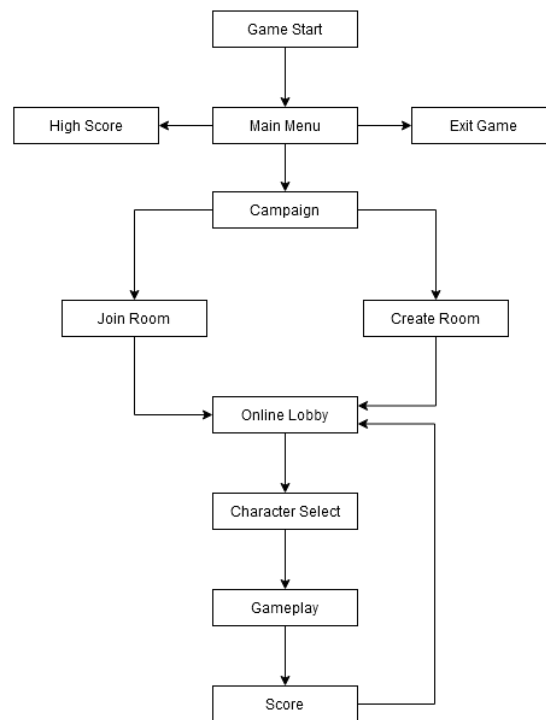 Game Start
High Score
Main Menu
Exit Game
Campaign
Join Room
Create Room
Online Lobby
Character Select
Gameplay
Score